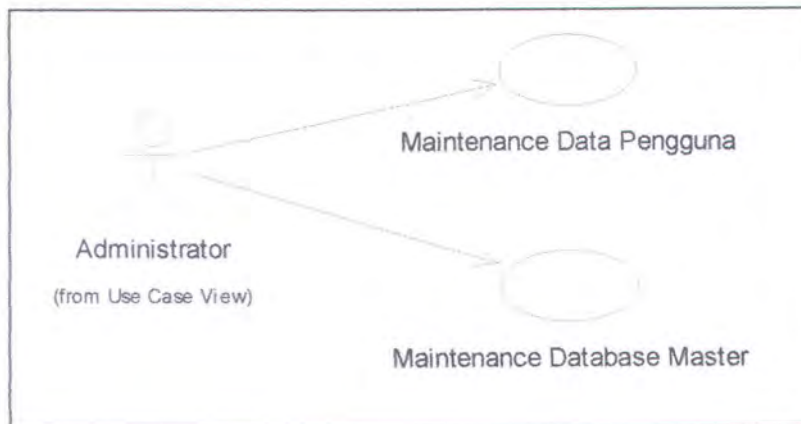 Maintenance Data Pengguna
Administrator
(from Use Case View)
Maintenance Database Master